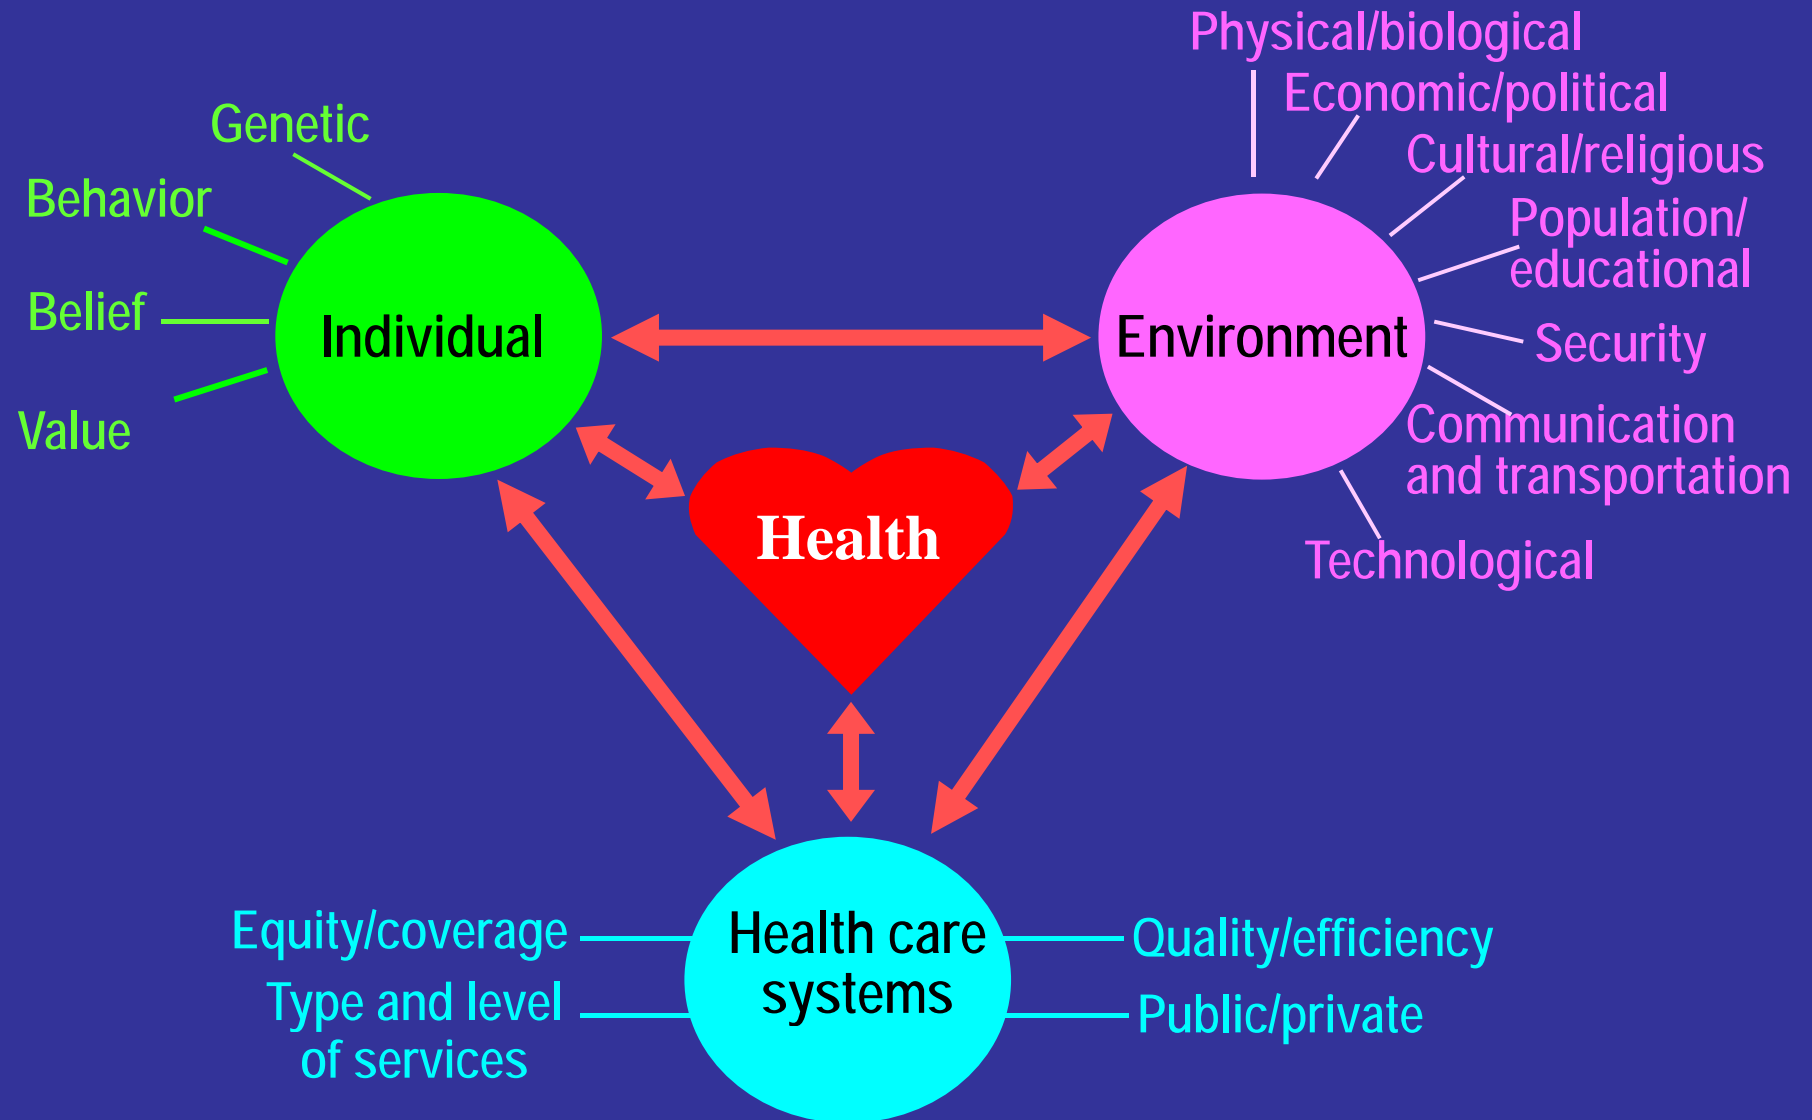 Physical/biological
Economic/political
Cultural/religious
Population/
educational
Security
Communication
and transportation
Technological
Genetic
Behavior
Belief
Value
Individual
Environment
Health
Health care
systems
Equity/coverage
Type and level
of services
Quality/efficiency
Public/private